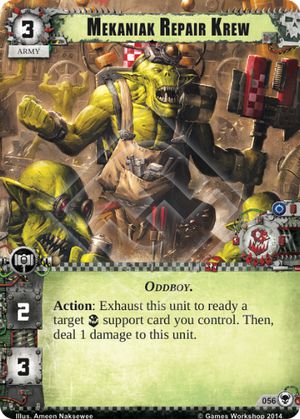 3
MEKANIAK REPAIR KREW
ARMY
ODDBOY.
2
Action: Exhaust this unit to ready a
target support card you control. Then,
deal 1 damage to this unit.
3
056
Illus. Ameen Naksewee
© Games Workshop 2014